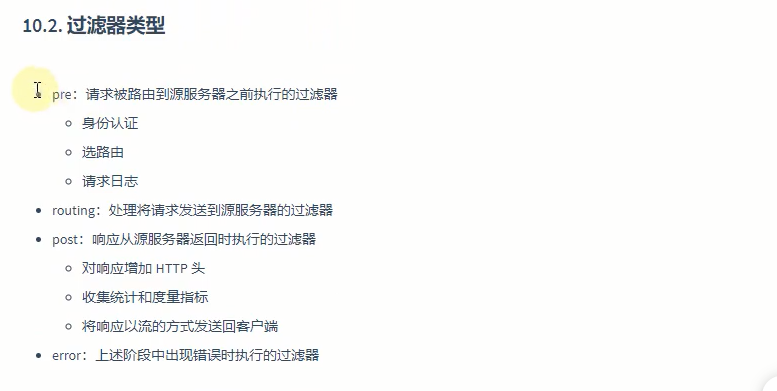 10.2. 过滤器类型
pre：请求被路由到源服务器之前执行的过滤器
身份认证
选路由
请求日志
routing：处理将请求发送到源服务器的过滤器
post：响应从源服务器返回时执行的过滤器
对响应增加 HTTP 头
收集统计和度量指标
将响应以流的方式发送回客户端
error：上述阶段中出现错误时执行的过滤器